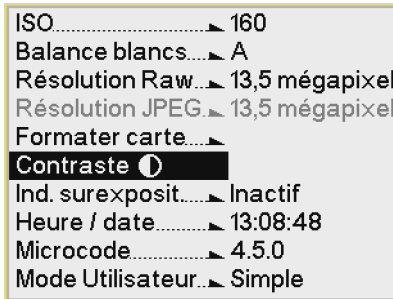 ISO.................. 160
Balance blancs.... A
Résolution Raw... 13,5 mégapixel
Résolution JPEG.. 13,5 mégapixel
Formater carte.....
Contraste
Ind. surexposit..... Inactif
Heure / date.......... 13:08:48
Microcode............. 4.5.0
Mode Utilisateur.. Simple